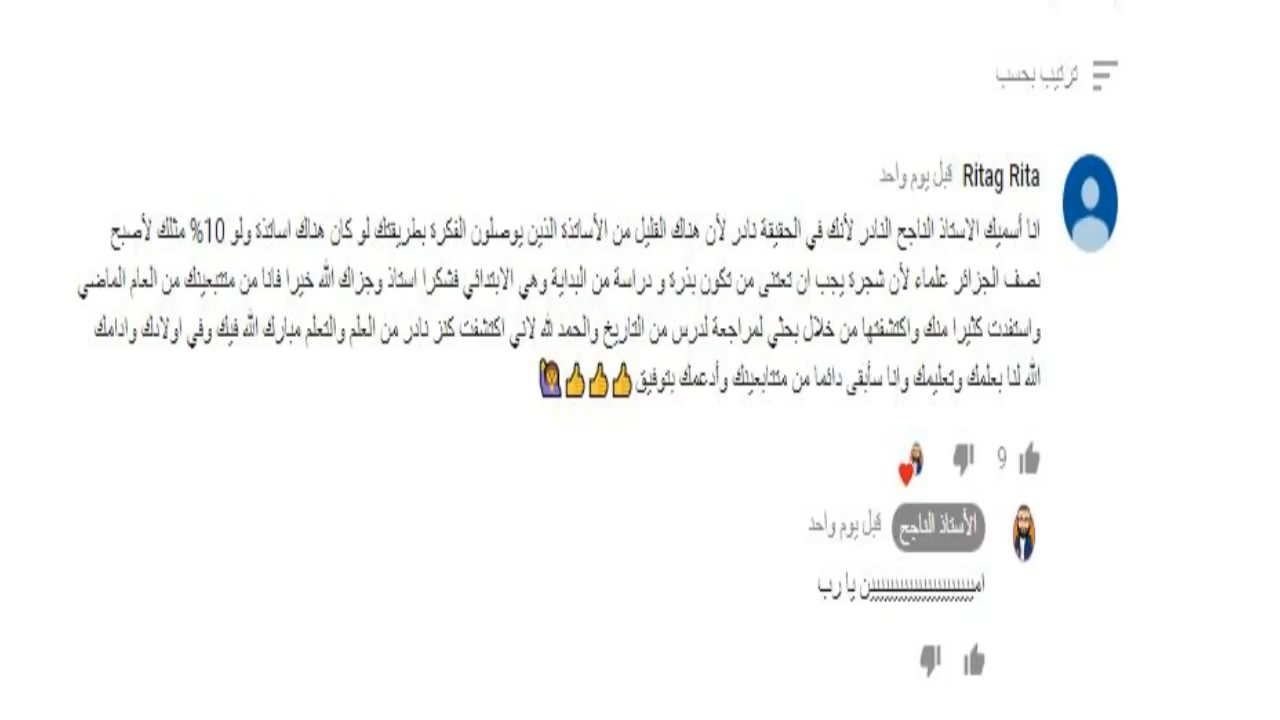 ترتيب بحسب
Ritag Rita قبل يوم واحد
انا أسميك الاستاذ الناجح النادر لأنك في الحقيقة نادر لأن هناك القليل من الأساتذة الذين يوصلون الفكرة بطريقتك لو كان هناك اساتذة ولو 10% مثلك لأصبح
نصف الجزائر علماء لأن شجرة يجب ان تعتنى من تكون بذرة و دراسة من البداية وهي الابتدائي فشكرا استاذ وجزاك الله خيرا فانا من متتبعينك من العام الماضي
واستفدت كثيرا منك واكتشفتها من خلال بحثي لمراجعة لدرس من التاريخ والحمد لله لاني اكتشفت كنز نادر من العلم والتعلم مبارك الله فيك وفي اولادك وادامك
الله لنا بعلمك وتعليمك وانا سأبقى دائما من متتابعينك وأدعمك بتوفيق👍👍👍🙋
9
الأستاذ الناجح قبل يوم واحد
امييييييييييييييييييييين يا رب